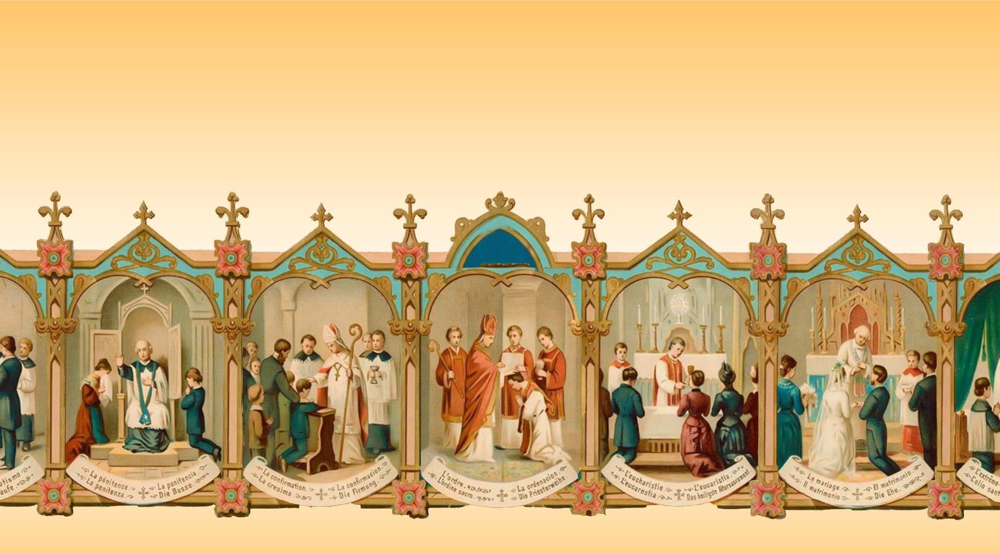 utismo
aufe
La pénitence.
La penitenza.
La penitencia
Die Busse.
La confirmation.
La cresima.
La confirmacion.
Die Firmung.
L'ordre.
L'ordine sacro.
La ordenacion.
Die Priesterweihe.
L'eucharistie
L'eucarestia.
L'eucaristia.
Das heiligste Altarsacrament
Le mariage
Il matrimonio
El matrimonio
Die Ehe.
L'extrême-
L'olio sant